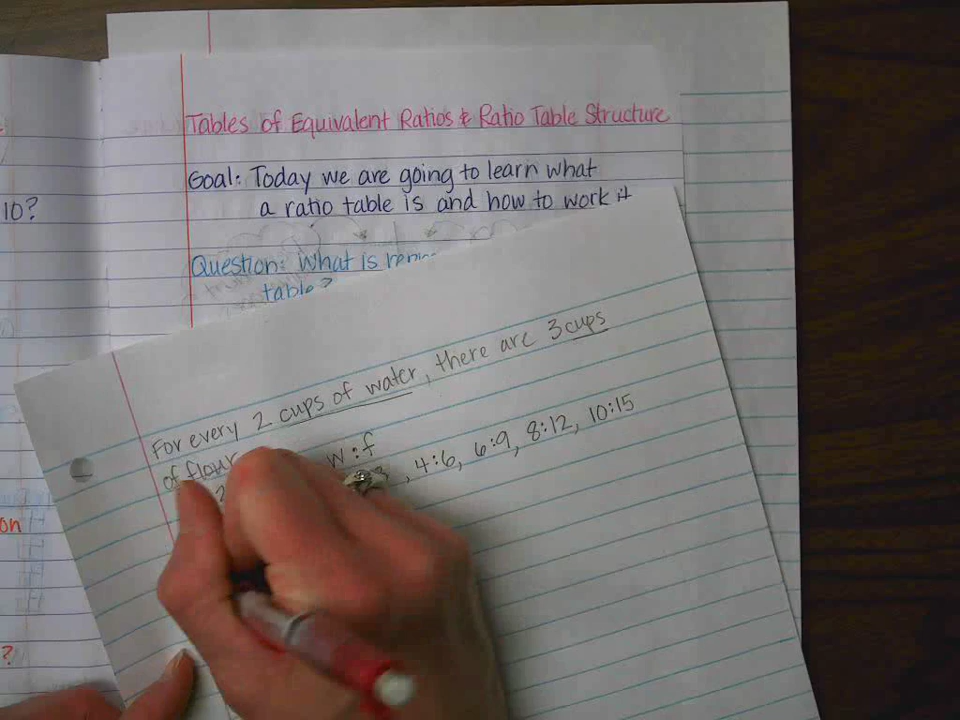 10?
on
?
Tables of Equivalent Ratios & Ratio Table Structure
Goal: Today we are going to learn what
a ratio table is and how to work it
Question: What is
table?
For every 2 cups of water, there are 3 cups
of flour
w:f
3, 4:6, 6:9, 8:12, 10:15